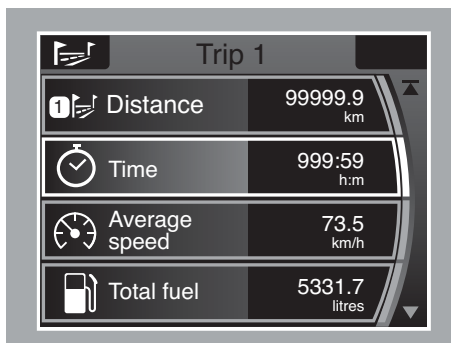 Trip 1
1 Distance 99999.9
km
Time 999:59
h:m
Average speed 73.5
km/h
Total fuel 5331.7
litres